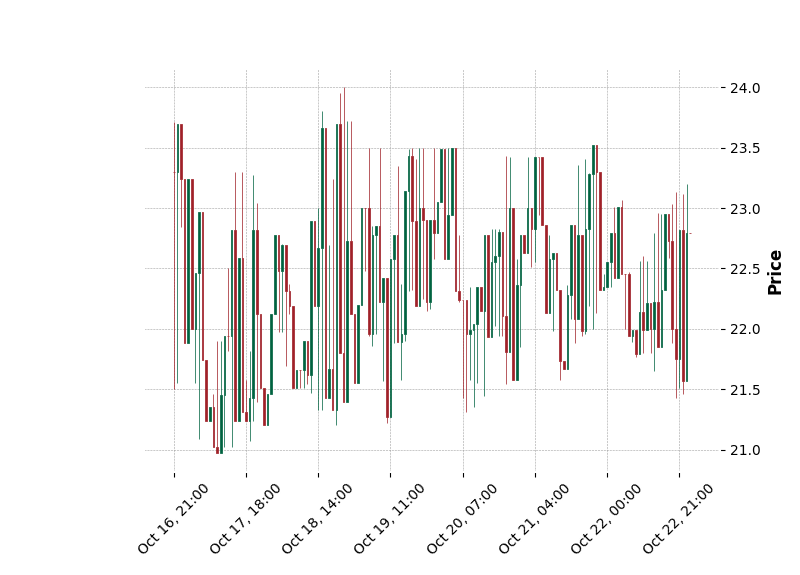 24.0
23.5
23.0
22.5
22.0
21.5
21.0
Price
Oct 16, 21:00
Oct 17, 18:00
Oct 18, 14:00
Oct 19, 11:00
Oct 20, 07:00
Oct 21, 04:00
Oct 22, 00:00
Oct 22, 21:00